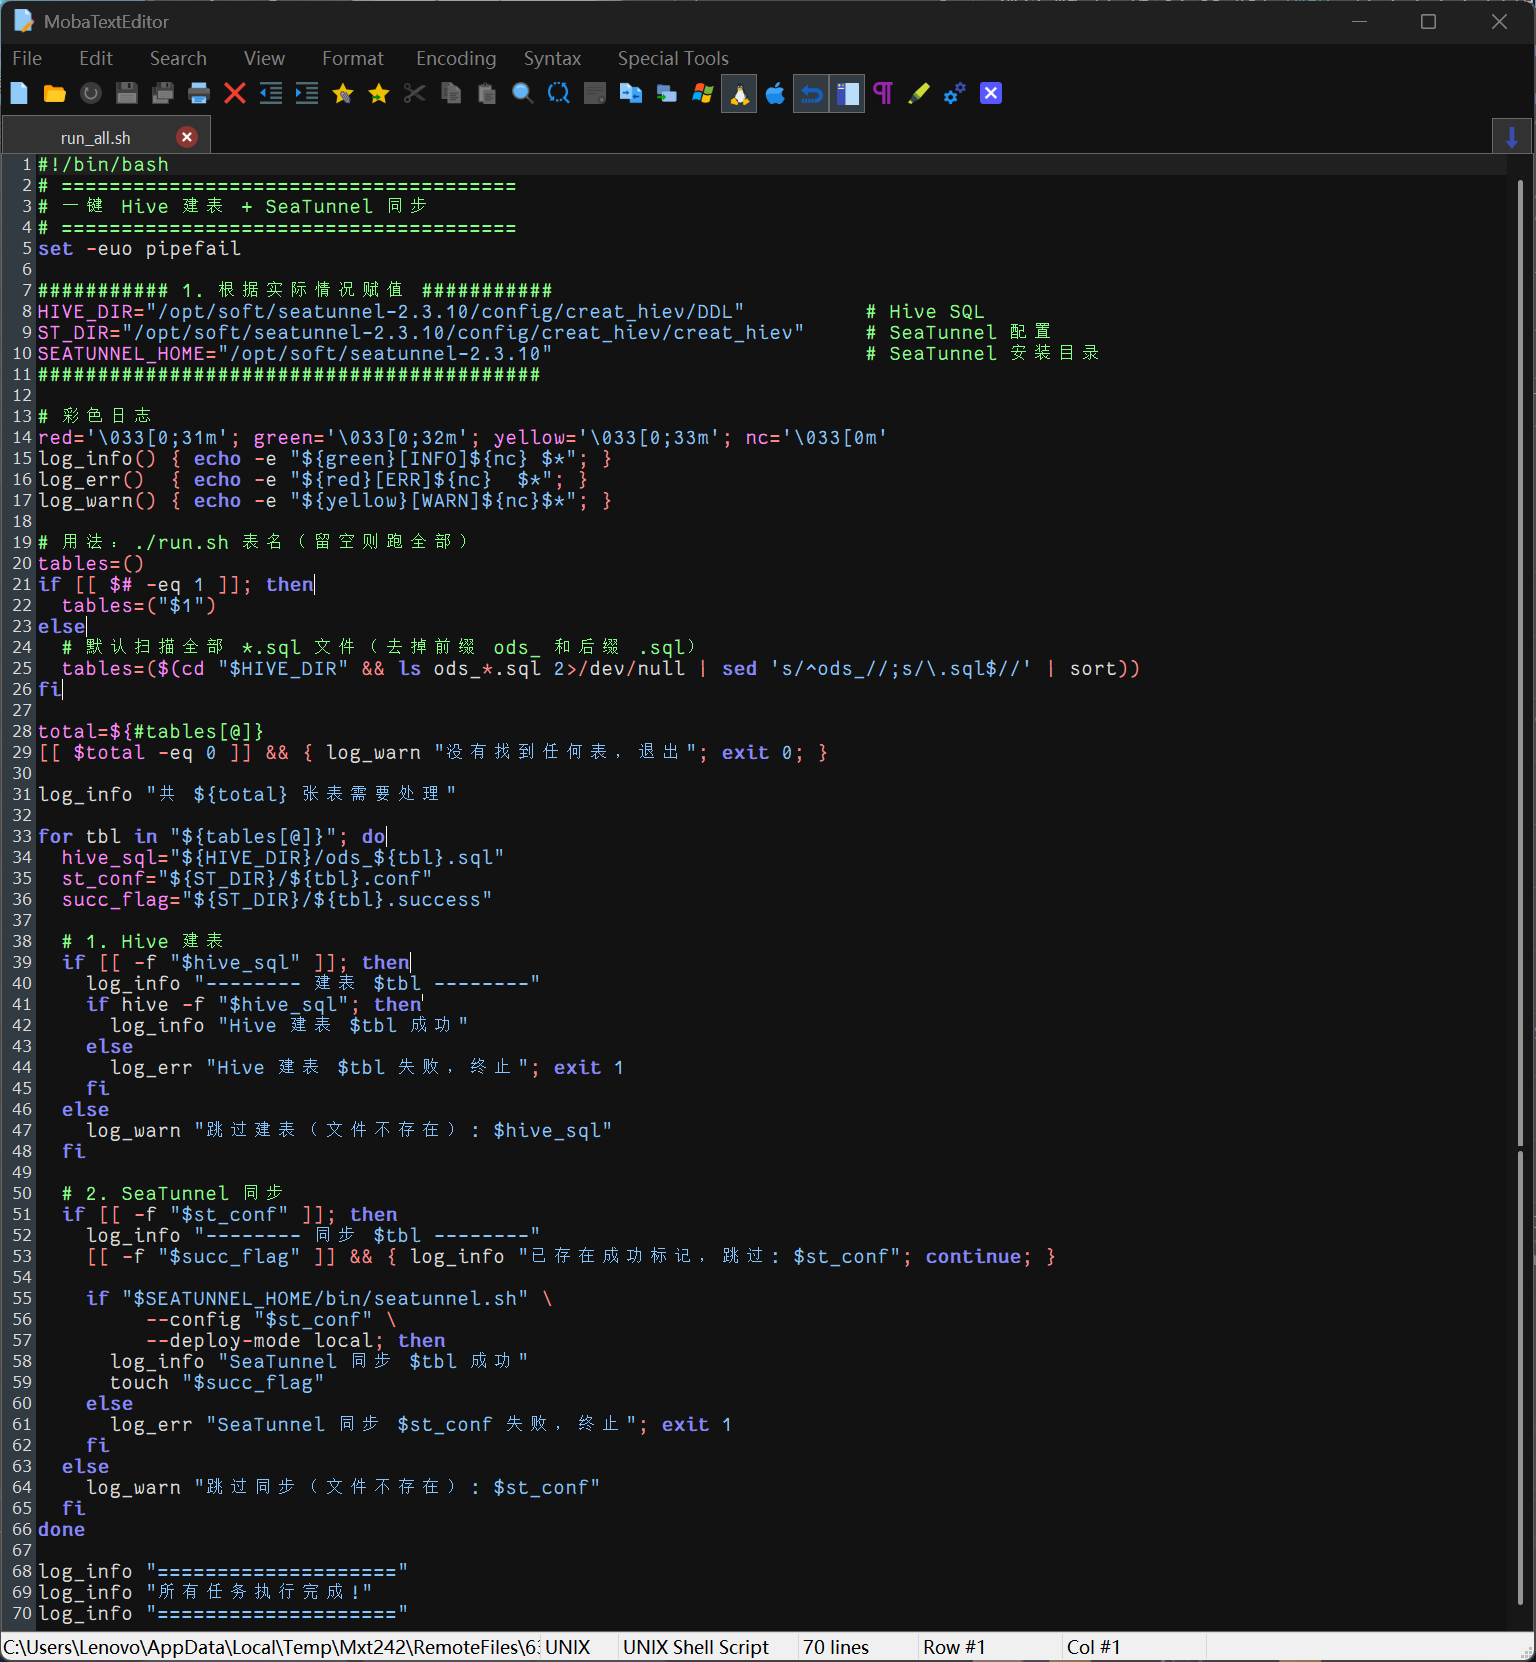 MobaTextEditor
File Edit Search View Format Encoding Syntax Special Tools
run_all.sh
1 #!/bin/bash
2 # ======================================
3 # 一键 Hive 建表 + SeaTunnel 同步
4 # ======================================
5 set -euo pipefail
6
7 ########### 1. 根据实际情况赋值 ###########
8 HIVE_DIR="/opt/soft/seatunnel-2.3.10/config/creat_hiev/DDL" # Hive SQL
9 ST_DIR="/opt/soft/seatunnel-2.3.10/config/creat_hiev/creat_hiev" # SeaTunnel 配置
10 SEATUNNEL_HOME="/opt/soft/seatunnel-2.3.10" # SeaTunnel 安装目录
11 ##########################################
12
13 # 彩色日志
14 red='\033[0;31m'; green='\033[0;32m'; yellow='\033[0;33m'; nc='\033[0m'
15 log_info() { echo -e "${green}[INFO]${nc} $*"; }
16 log_err()  { echo -e "${red}[ERR]${nc}  $*"; }
17 log_warn() { echo -e "${yellow}[WARN]${nc}$*"; }
18
19 # 用法：./run.sh 表名（留空则跑全部）
20 tables=()
21 if [[ $# -eq 1 ]]; then
22   tables=("$1")
23 else
24   # 默认扫描全部 *.sql 文件（去掉前缀 ods_ 和后缀 .sql）
25   tables=($(cd "$HIVE_DIR" && ls ods_*.sql 2>/dev/null | sed 's/^ods_//;s/\.sql$//' | sort))
26 fi
27
28 total=${#tables[@]}
29 [[ $total -eq 0 ]] && { log_warn "没有找到任何表，退出"; exit 0; }
30
31 log_info "共 ${total} 张表需要处理"
32
33 for tbl in "${tables[@]}"; do
34   hive_sql="${HIVE_DIR}/ods_${tbl}.sql"
35   st_conf="${ST_DIR}/${tbl}.conf"
36   succ_flag="${ST_DIR}/${tbl}.success"
37
38   # 1. Hive 建表
39   if [[ -f "$hive_sql" ]]; then
40     log_info "-------- 建表 $tbl --------"
41     if hive -f "$hive_sql"; then
42       log_info "Hive 建表 $tbl 成功"
43     else
44       log_err "Hive 建表 $tbl 失败，终止"; exit 1
45     fi
46   else
47     log_warn "跳过建表（文件不存在）: $hive_sql"
48   fi
49
50   # 2. SeaTunnel 同步
51   if [[ -f "$st_conf" ]]; then
52     log_info "-------- 同步 $tbl --------"
53     [[ -f "$succ_flag" ]] && { log_info "已存在成功标记，跳过: $st_conf"; continue; }
54
55     if "$SEATUNNEL_HOME/bin/seatunnel.sh" \
56          --config "$st_conf" \
57          --deploy-mode local; then
58       log_info "SeaTunnel 同步 $tbl 成功"
59       touch "$succ_flag"
60     else
61       log_err "SeaTunnel 同步 $st_conf 失败，终止"; exit 1
62     fi
63   else
64     log_warn "跳过同步（文件不存在）: $st_conf"
65   fi
66 done
67
68 log_info "===================="
69 log_info "所有任务执行完成!"
70 log_info "===================="
C:\Users\Lenovo\AppData\Local\Temp\Mxt242\RemoteFiles\63 UNIX UNIX Shell Script 70 lines Row #1 Col #1